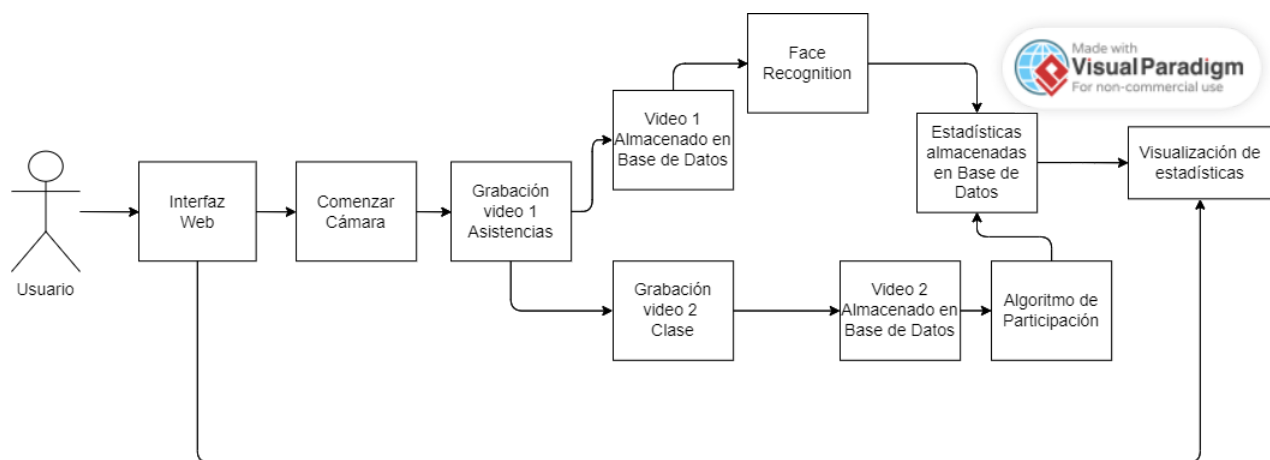 Face
Recognition
Made with
Visual Paradigm
For non-commercial use
Video 1
Almacenado en
Base de Datos
Estadísticas
almacenadas
en Base de
Datos
Visualización de
estadísticas
Interfaz
Web
Comenzar
Cámara
Grabación
video 1
Asistencias
Usuario
Grabación
video 2
Clase
Video 2
Almacenado en
Base de Datos
Algoritmo de
Participación